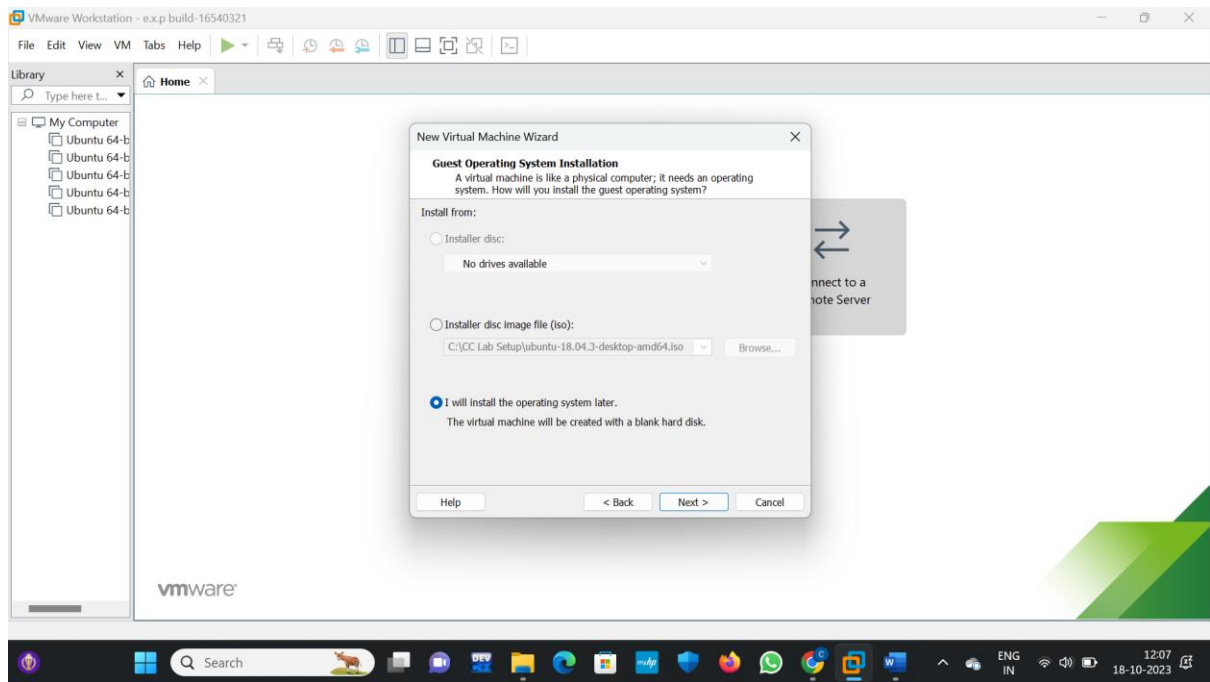 VMware Workstation - e.x.p build-16540321
File Edit View VM Tabs Help
Library
Home
Type here t...
My Computer
Ubuntu 64-b
Ubuntu 64-b
Ubuntu 64-b
Ubuntu 64-b
Ubuntu 64-b
New Virtual Machine Wizard
Guest Operating System Installation
A virtual machine is like a physical computer; it needs an operating
system. How will you install the guest operating system?
Install from:
Installer disc:
No drives available
nnect to a
note Server
Installer disc image file (iso):
C:\CC Lab Setup\ubuntu-18.04.3-desktop-amd64.iso Browse...
I will install the operating system later.
The virtual machine will be created with a blank hard disk.
Help < Back Next > Cancel
vmware
Search
DEV
mhp
W
ENG
IN
12:07
18-10-2023